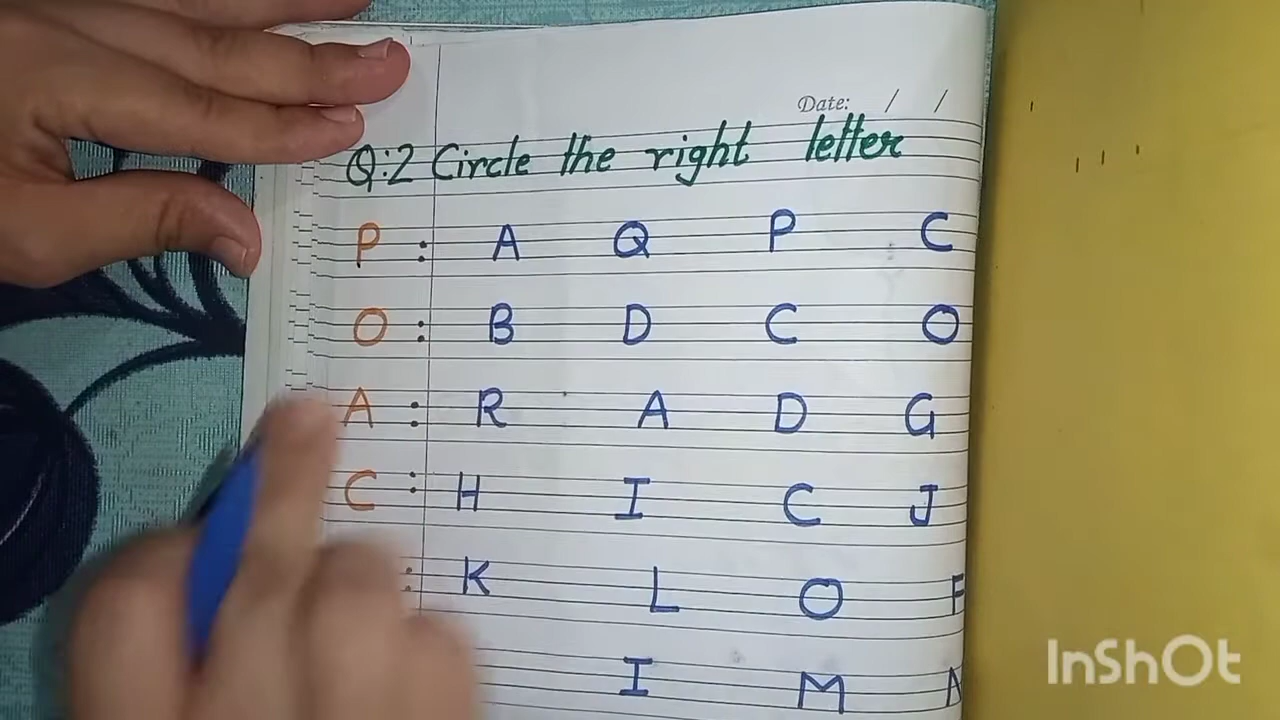 Date: / /
Q:2 Circle the right letter
P : A Q P C
O : B D C O
A : R A D G
C : H I C J
: K L O F
I M
InShOt